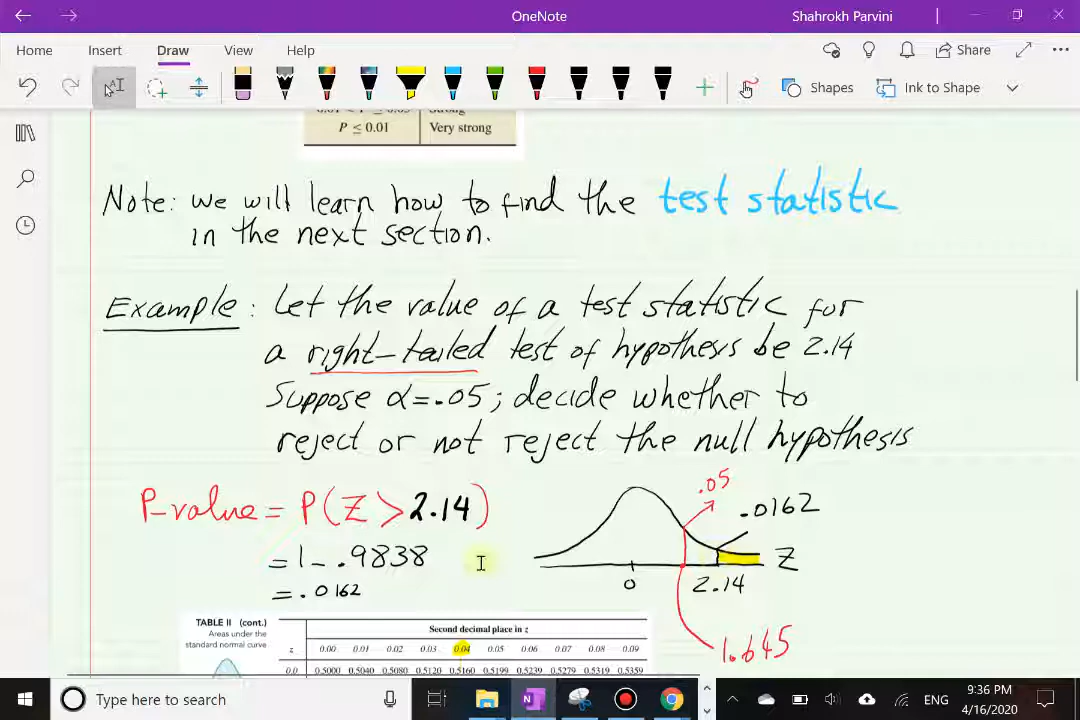 OneNote
Shahrokh Parvini
Home Insert Draw View Help
Share
Shapes
Ink to Shape
Strong
P ≤ 0.01 Very strong
Note: we will learn how to find the test statistic
in the next section.
Example: Let the value of a test statistic for
a right-tailed test of hypothesis be 2.14
Suppose α=.05; decide whether to
reject or not reject the null hypothesis
P-value = P(Z > 2.14)
= 1 - .9838
= .0162
.05
.0162
Z
0
2.14
1.645
TABLE II (cont.)
Areas under the
standard normal curve
Second decimal place in z
z 0.00 0.01 0.02 0.03 0.04 0.05 0.06 0.07 0.08 0.09
0.0 0.5000 0.5040 0.5080 0.5120 0.5160 0.5199 0.5239 0.5279 0.5319 0.5359
Type here to search
ENG
9:36 PM
4/16/2020